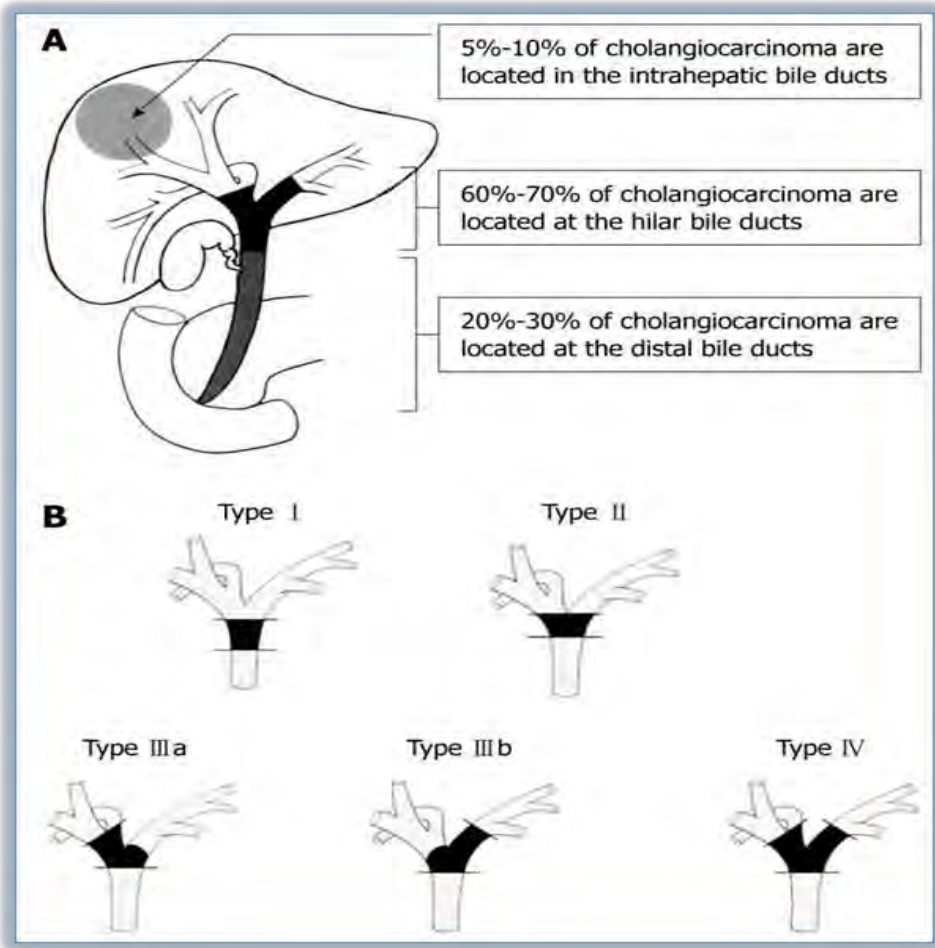 A
5%-10% of cholangiocarcinoma are
located in the intrahepatic bile ducts
60%-70% of cholangiocarcinoma are
located at the hilar bile ducts
20%-30% of cholangiocarcinoma are
located at the distal bile ducts
B
Type I
Type II
Type IIIa
Type IIIb
Type IV